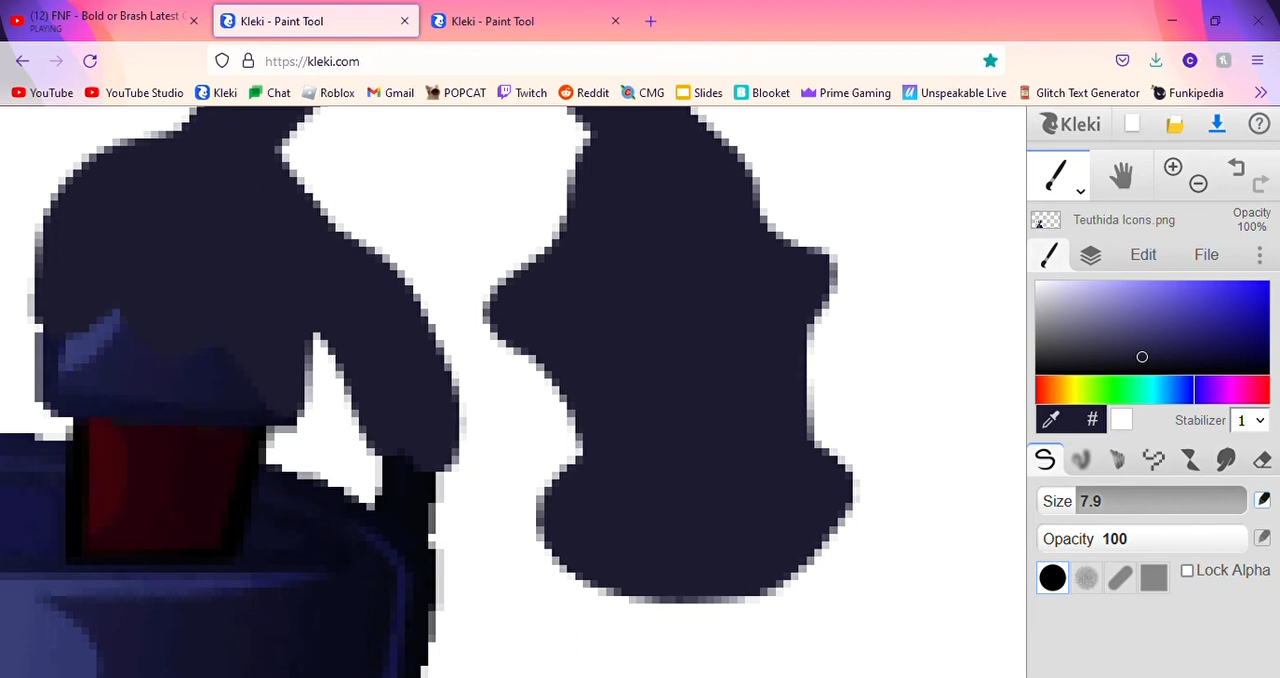 (12) FNF - Bold or Brash Latest
PLAYING
Kleki - Paint Tool
Kleki - Paint Tool
https://kleki.com
YouTube YouTube Studio Kleki Chat Roblox Gmail POPCAT Twitch Reddit CMG Slides Blooket Prime Gaming Unspeakable Live Glitch Text Generator Funkipedia
Kleki
Teuthida Icons.png
Opacity
100%
Edit File
# Stabilizer 1
Size 7.9
Opacity 100
Lock Alpha